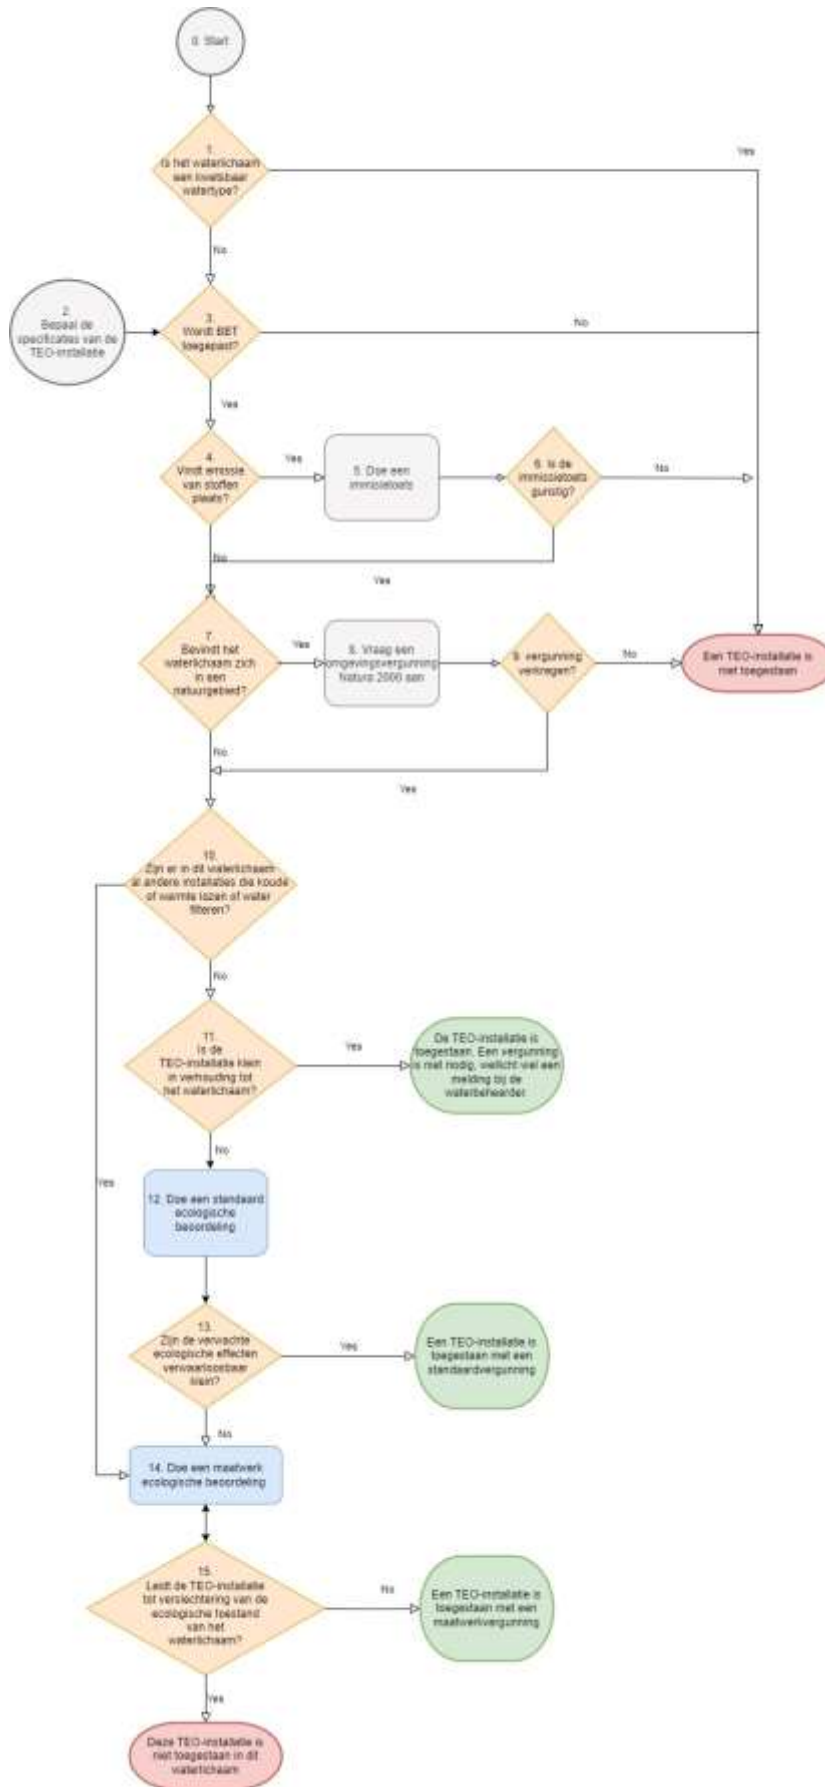 0. Start
1.
Is het waterlichaam
een kwetsbaar
watertype?
Yes
No
2.
Bepaal de
specificaties van de
TEO-installatie
3.
Wordt BET
toegepast?
No
Yes
4.
Vindt emissie
van stoffen
plaats?
Yes
5. Doe een
immissietoets
6. Is de
immissietoets
gunstig?
No
No
Yes
7.
Bevindt het
waterlichaam zich
in een
natuurgebied?
Yes
8. Vraag een
omgevingsvergunning
Natura 2000 aan
9. vergunning
verkregen?
No
Een TEO-installatie is
niet toegestaan
No
Yes
10.
Zijn er in dit waterlichaam
al andere installaties die koude
of warmte lozen of water
filteren?
No
11.
Is de
TEO-installatie klein
in verhouding tot
het waterlichaam?
Yes
De TEO-installatie is
toegestaan. Een vergunning
is niet nodig, wellicht wel een
melding bij de
waterbeheerder
No
Yes
12. Doe een standaard
ecologische
beoordeling
13.
Zijn de verwachte
ecologische effecten
verwaarloosbaar
klein?
Yes
Een TEO-installatie is
toegestaan met een
standaardvergunning
No
14. Doe een maatwerk
ecologische beoordeling
15.
Leidt de TEO-installatie
tot verslechtering van de
ecologische toestand
van het
waterlichaam?
No
Een TEO-installatie is
toegestaan met een
maatwerkvergunning
Yes
Deze TEO-installatie is
niet toegestaan in dit
waterlichaam